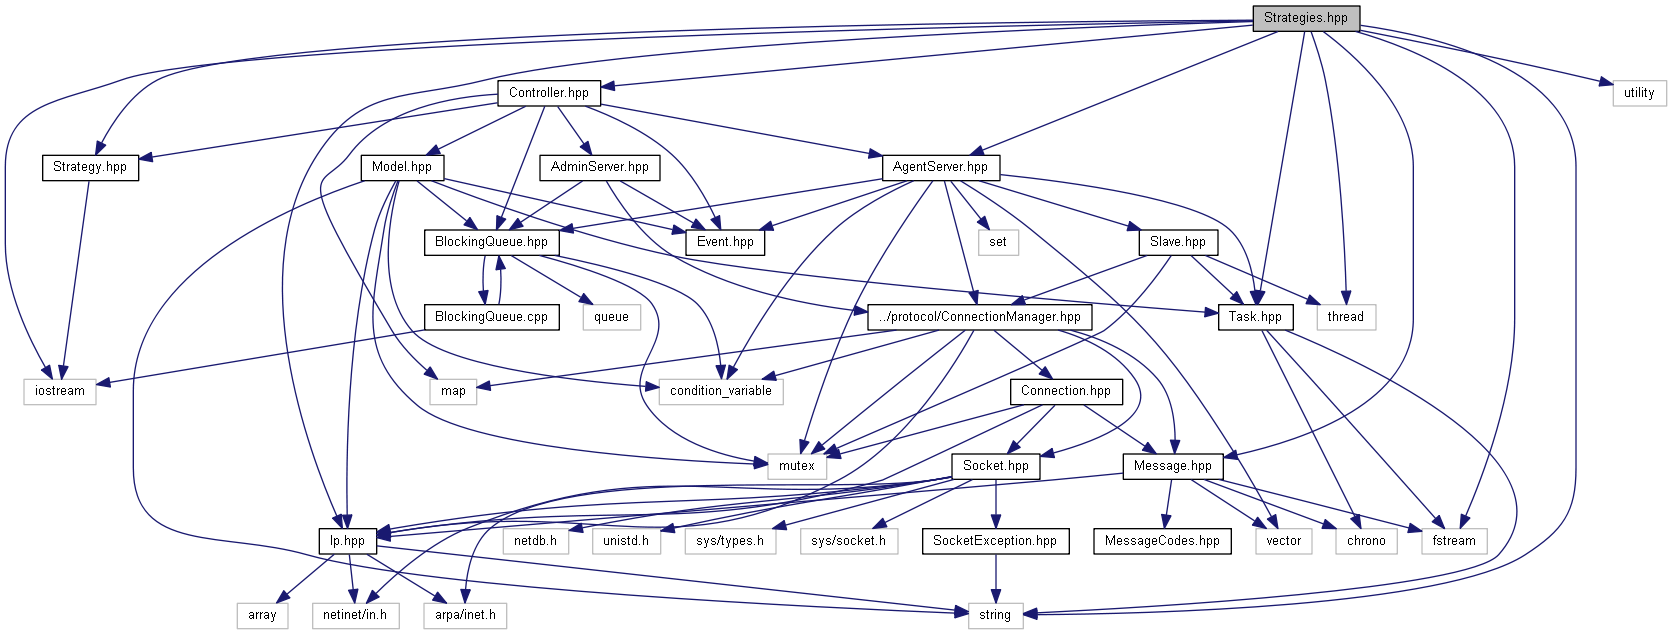 Strategies.hpp
Controller.hpp
utility
Strategy.hpp
Model.hpp
AdminServer.hpp
AgentServer.hpp
BlockingQueue.hpp
Event.hpp
set
Slave.hpp
BlockingQueue.cpp
queue
../protocol/ConnectionManager.hpp
Task.hpp
thread
iostream
map
condition_variable
Connection.hpp
mutex
Socket.hpp
Message.hpp
Ip.hpp
netdb.h
unistd.h
sys/types.h
sys/socket.h
SocketException.hpp
MessageCodes.hpp
vector
chrono
fstream
array
netinet/in.h
arpa/inet.h
string